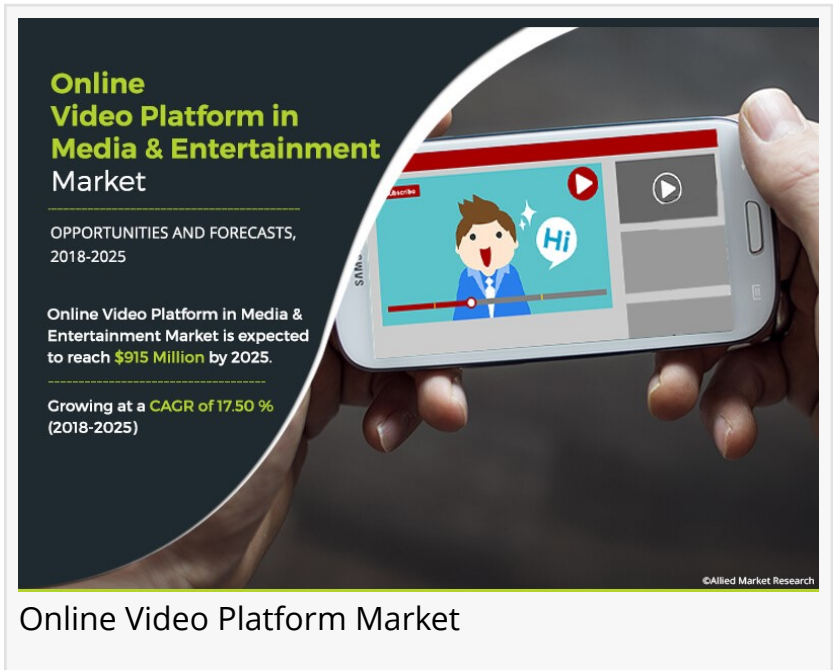 Online
Video Platform in
Media & Entertainment
Market
OPPORTUNITIES AND FORECASTS,
2018-2025
Online Video Platform in Media &
Entertainment Market is expected
to reach $915 Million by 2025.
Growing at a CAGR of 17.50 %
(2018-2025)
Subscribe
Hi
SAMS
©Allied Market Research
Online Video Platform Market